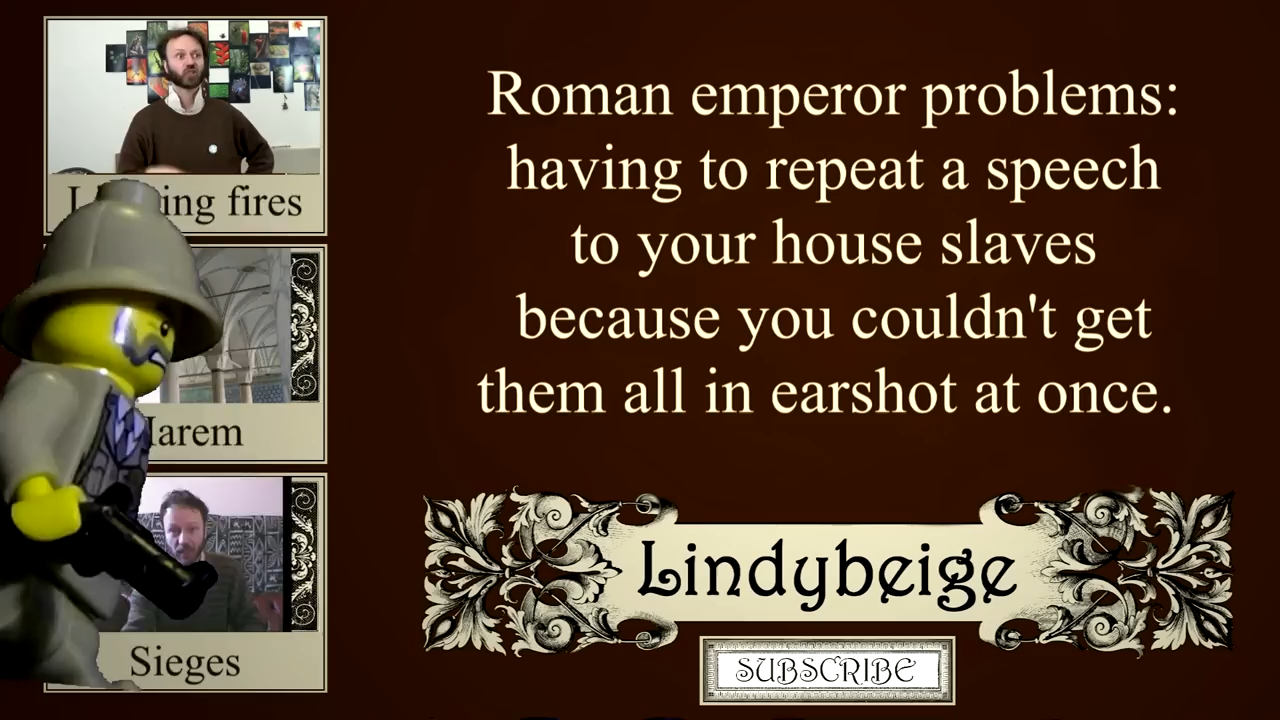 Roman emperor problems:
having to repeat a speech
to your house slaves
because you couldn't get
them all in earshot at once.
fires
Sieges
Lindybeige
SUBSCRIBE